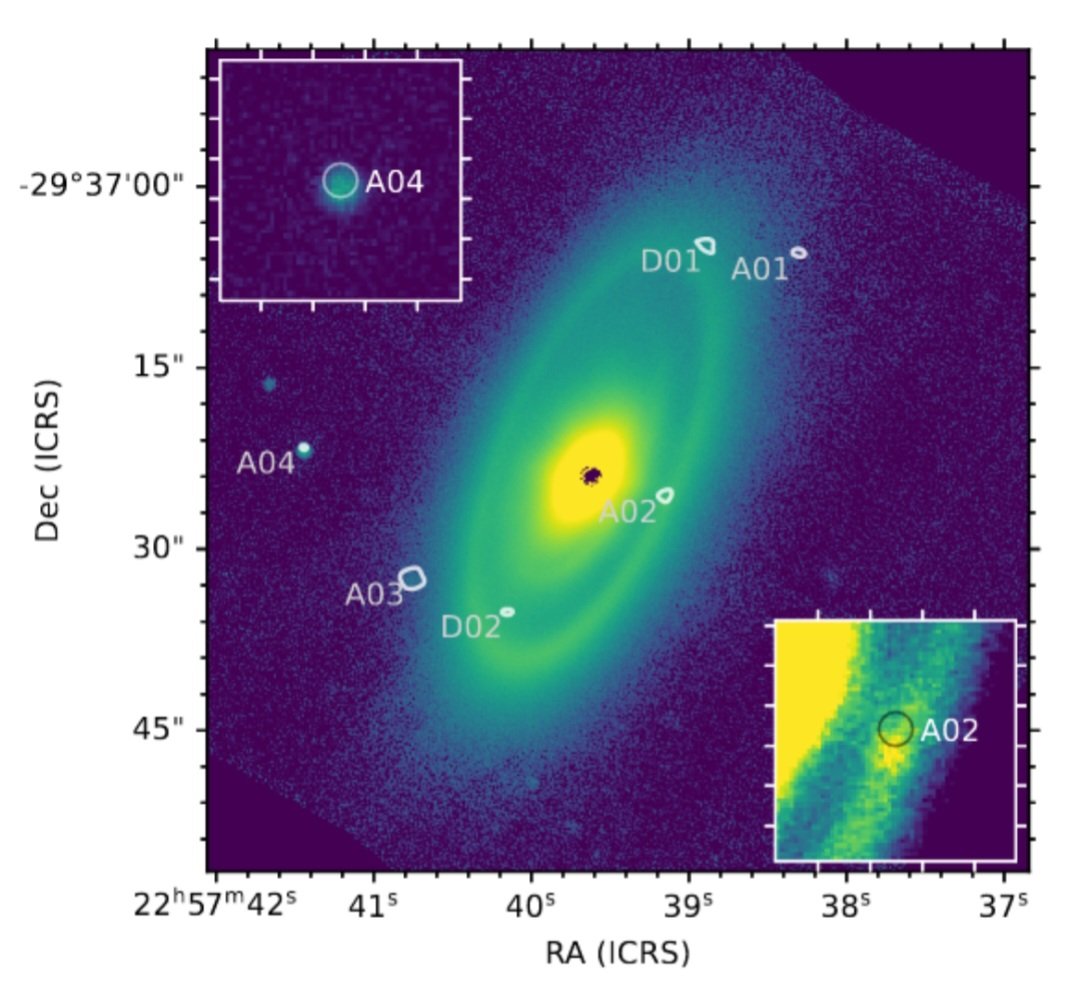 A04
-29°37'00"
D01
A01
15"
A04
A02
30"
A03
D02
45"
A02
22ʰ57ᵐ42ˢ 41ˢ 40ˢ 39ˢ 38ˢ 37ˢ
RA (ICRS)
Dec (ICRS)